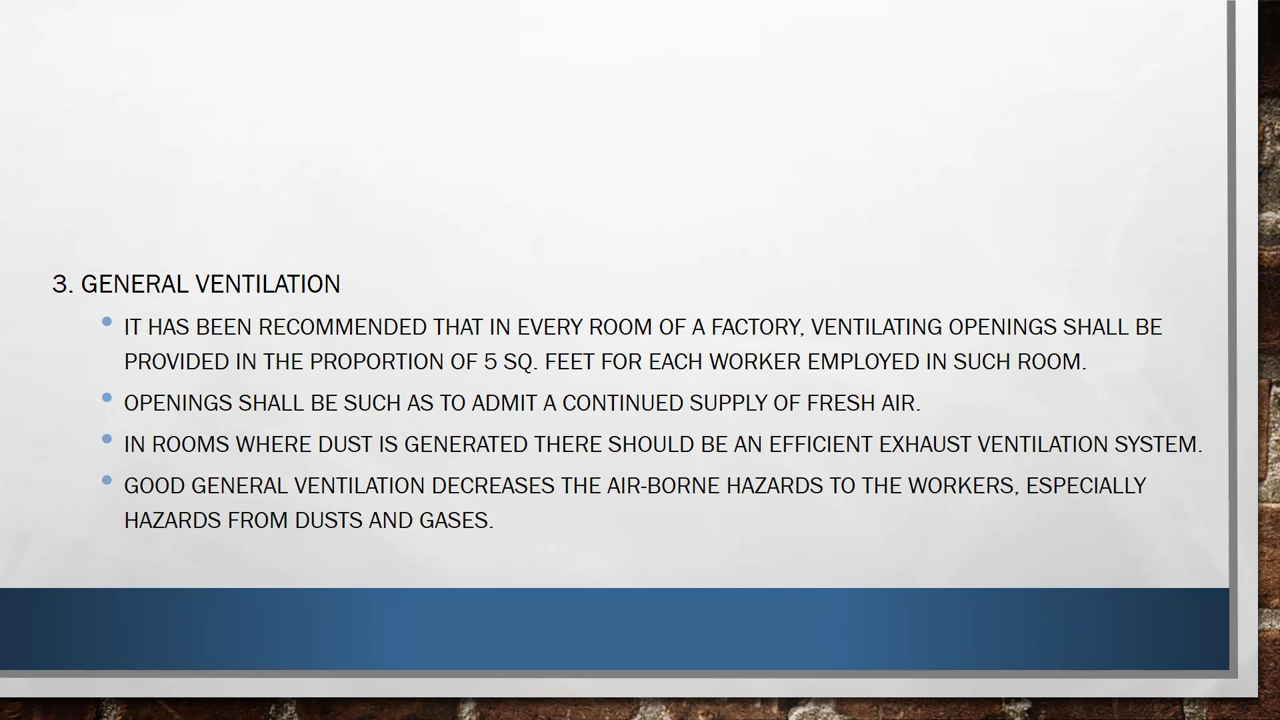 3. GENERAL VENTILATION
• IT HAS BEEN RECOMMENDED THAT IN EVERY ROOM OF A FACTORY, VENTILATING OPENINGS SHALL BE
PROVIDED IN THE PROPORTION OF 5 SQ. FEET FOR EACH WORKER EMPLOYED IN SUCH ROOM.
• OPENINGS SHALL BE SUCH AS TO ADMIT A CONTINUED SUPPLY OF FRESH AIR.
• IN ROOMS WHERE DUST IS GENERATED THERE SHOULD BE AN EFFICIENT EXHAUST VENTILATION SYSTEM.
• GOOD GENERAL VENTILATION DECREASES THE AIR-BORNE HAZARDS TO THE WORKERS, ESPECIALLY
HAZARDS FROM DUSTS AND GASES.